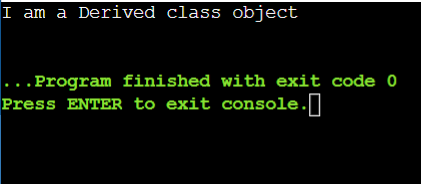 I am a Derived class object
...Program finished with exit code 0
Press ENTER to exit console.